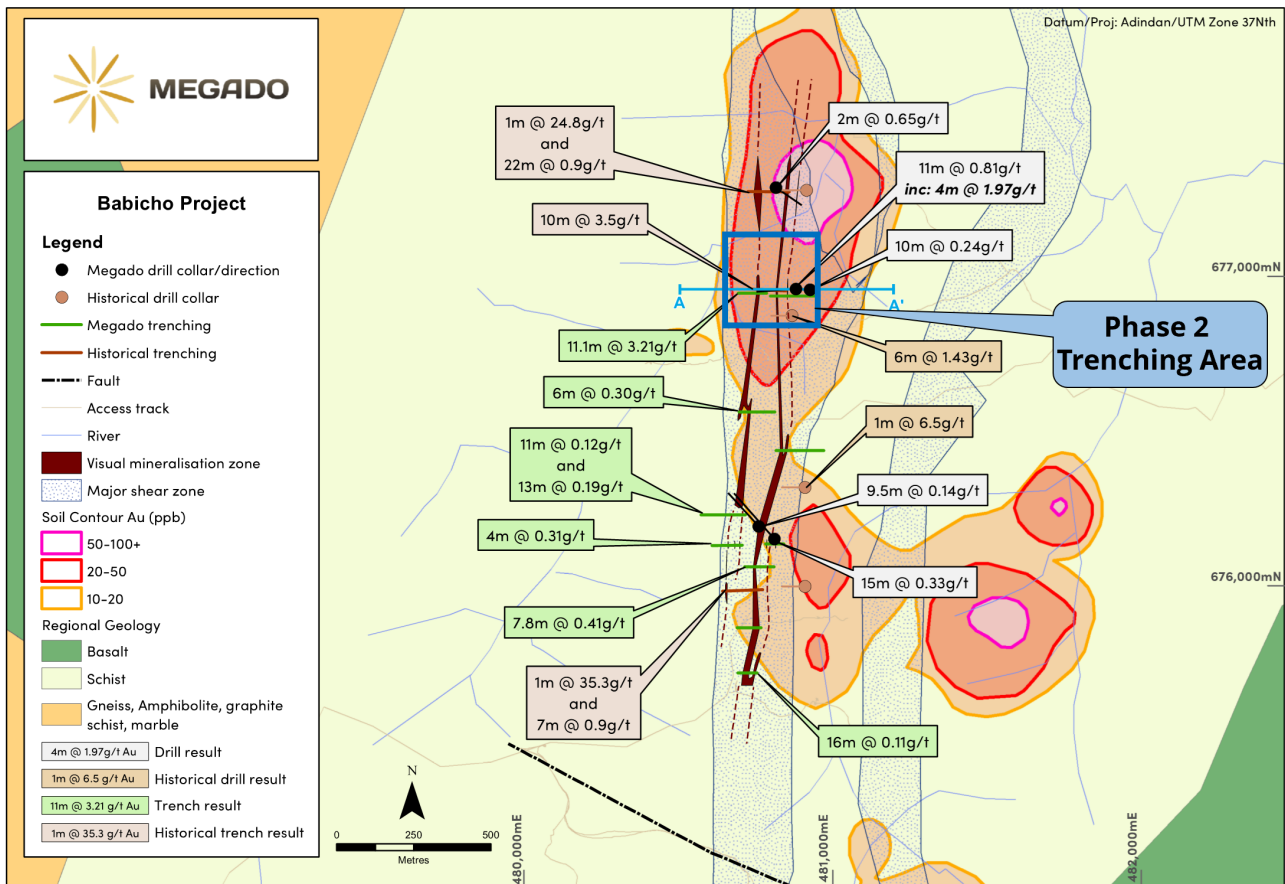 MEGADO
Babicho Project
Legend
Megado drill collar/direction
Historical drill collar
Megado trenching
Historical trenching
Fault
Access track
River
Visual mineralisation zone
Major shear zone
Soil Contour Au (ppb)
50-100+
20-50
10-20
Regional Geology
Basalt
Schist
Gneiss, Amphibolite, graphite
schist, marble
4m @ 1.97g/t Au
Drill result
1m @ 6.5 g/t Au
Historical drill result
11m @ 3.21 g/t Au
Trench result
1m @ 35.3 g/t Au
Historical trench result
Datum/Proj: Adindan/UTM Zone 37Nth
1m @ 24.8g/t
and
22m @ 0.9g/t
2m @ 0.65g/t
11m @ 0.81g/t
inc: 4m @ 1.97g/t
10m @ 3.5g/t
10m @ 0.24g/t
677,000mN
A
A'
Phase 2
Trenching Area
11.1m @ 3.21g/t
6m @ 1.43g/t
6m @ 0.30g/t
1m @ 6.5g/t
11m @ 0.12g/t
and
13m @ 0.19g/t
9.5m @ 0.14g/t
4m @ 0.31g/t
15m @ 0.33g/t
676,000mN
7.8m @ 0.41g/t
1m @ 35.3g/t
and
7m @ 0.9g/t
16m @ 0.11g/t
N
0
250
500
Metres
480,000mE
481,000mE
482,000mE